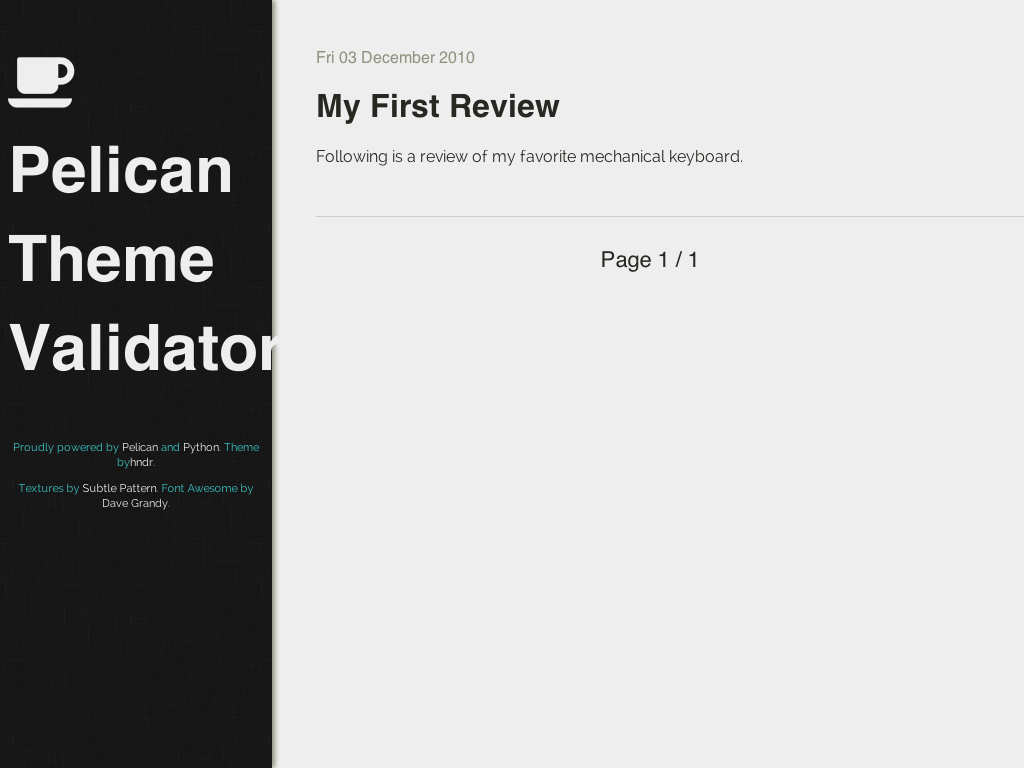 Pelican
Theme
Validator
Proudly powered by Pelican and Python. Theme
byhndr.
Textures by Subtle Pattern. Font Awesome by
Dave Grandy.
Fri 03 December 2010
My First Review
Following is a review of my favorite mechanical keyboard.
Page 1 / 1